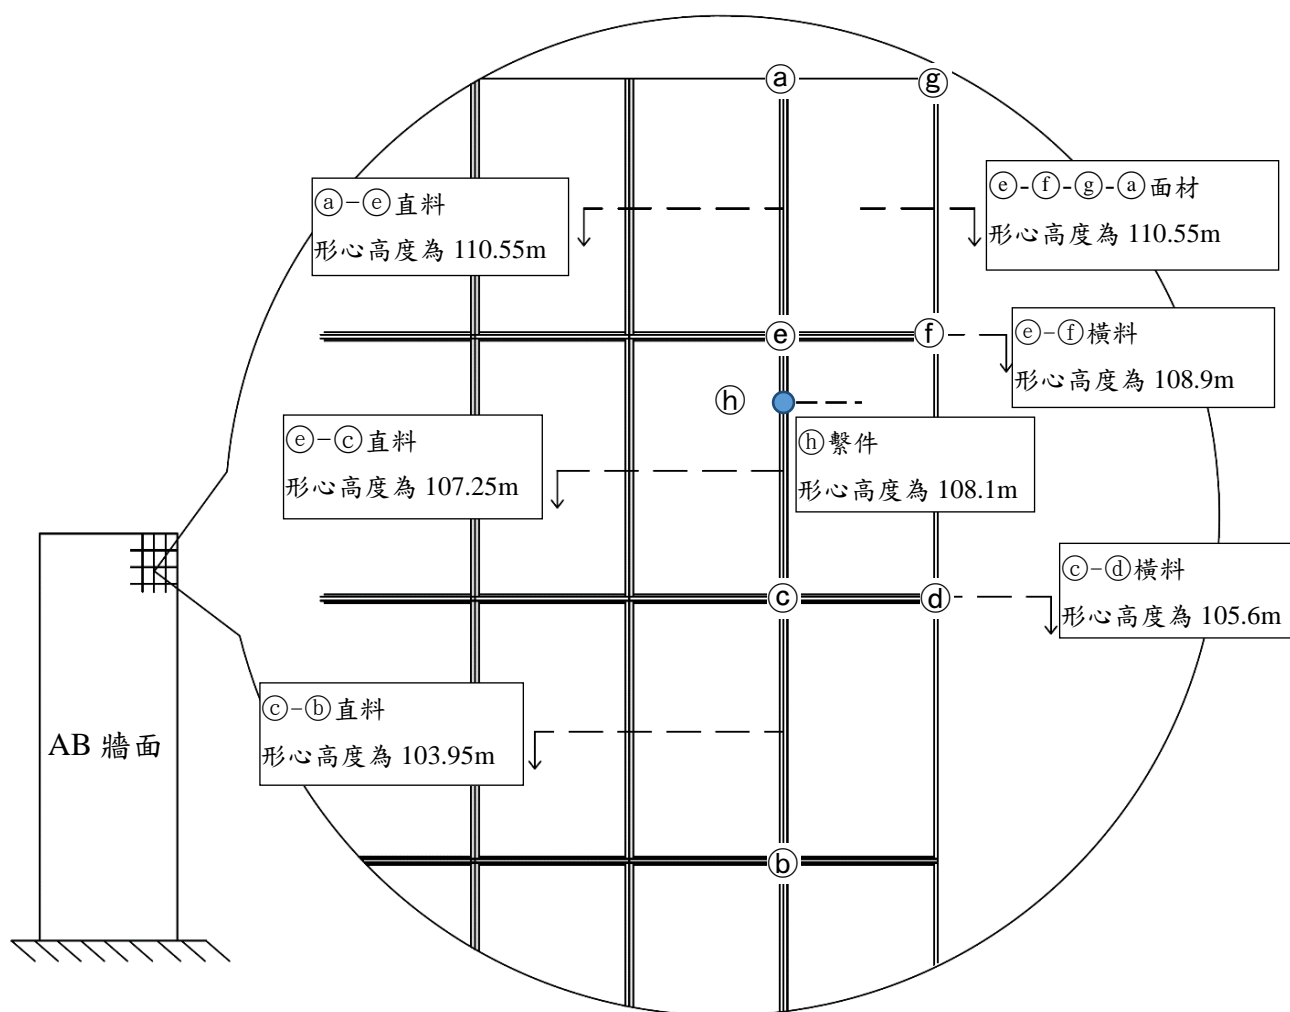 ⓐ
ⓖ
ⓐ-ⓔ直料
形心高度為 110.55m
ⓔ-ⓕ-ⓖ-ⓐ面材
形心高度為 110.55m
ⓔ
ⓕ
ⓔ-ⓕ橫料
形心高度為 108.9m
ⓗ
ⓔ-ⓒ直料
形心高度為 107.25m
ⓗ繫件
形心高度為 108.1m
ⓒ
ⓓ
ⓒ-ⓓ橫料
形心高度為 105.6m
ⓒ-ⓑ直料
形心高度為 103.95m
AB 牆面
ⓑ